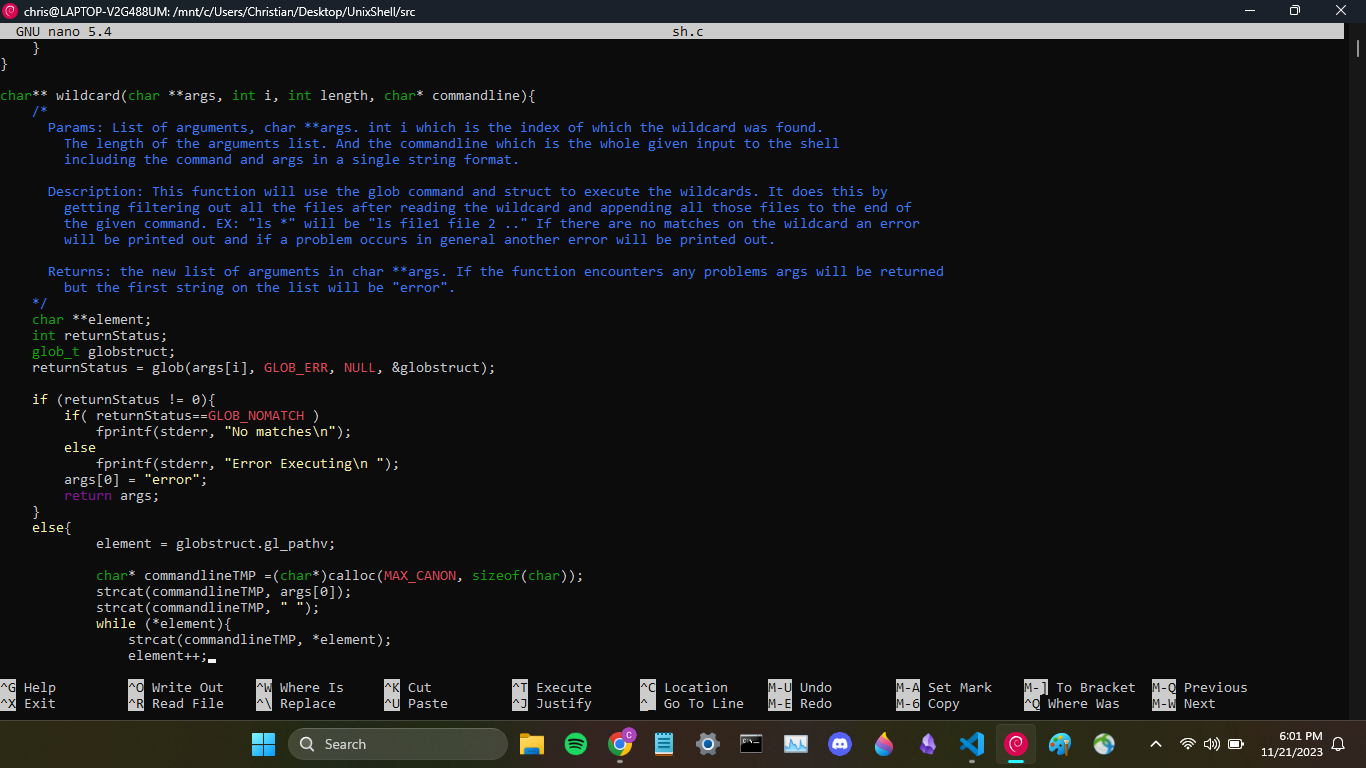 chris@LAPTOP-V2G488UM: /mnt/c/Users/Christian/Desktop/UnixShell/src
GNU nano 5.4 sh.c
    }
}

char** wildcard(char **args, int i, int length, char* commandline){
    /*
      Params: List of arguments, char **args. int i which is the index of which the wildcard was found.
        The length of the arguments list. And the commandline which is the whole given input to the shell
        including the command and args in a single string format.

      Description: This function will use the glob command and struct to execute the wildcards. It does this by
        getting filtering out all the files after reading the wildcard and appending all those files to the end of
        the given command. EX: "ls *" will be "ls file1 file 2 .." If there are no matches on the wildcard an error
        will be printed out and if a problem occurs in general another error will be printed out.

      Returns: the new list of arguments in char **args. If the function encounters any problems args will be returned
        but the first string on the list will be "error".
    */
    char **element;
    int returnStatus;
    glob_t globstruct;
    returnStatus = glob(args[i], GLOB_ERR, NULL, &globstruct);

    if (returnStatus != 0){
        if( returnStatus==GLOB_NOMATCH )
            fprintf(stderr, "No matches\n");
        else
            fprintf(stderr, "Error Executing\n ");
        args[0] = "error";
        return args;
    }
    else{
            element = globstruct.gl_pathv;

            char* commandlineTMP =(char*)calloc(MAX_CANON, sizeof(char));
            strcat(commandlineTMP, args[0]);
            strcat(commandlineTMP, " ");
            while (*element){
                strcat(commandlineTMP, *element);
                element++;
^G Help ^O Write Out ^W Where Is ^K Cut ^T Execute ^C Location M-U Undo M-A Set Mark M-] To Bracket M-Q Previous
^X Exit ^R Read File ^\ Replace ^U Paste ^J Justify ^_ Go To Line M-E Redo M-6 Copy ^Q Where Was M-W Next
Search
C
6:01 PM
11/21/2023